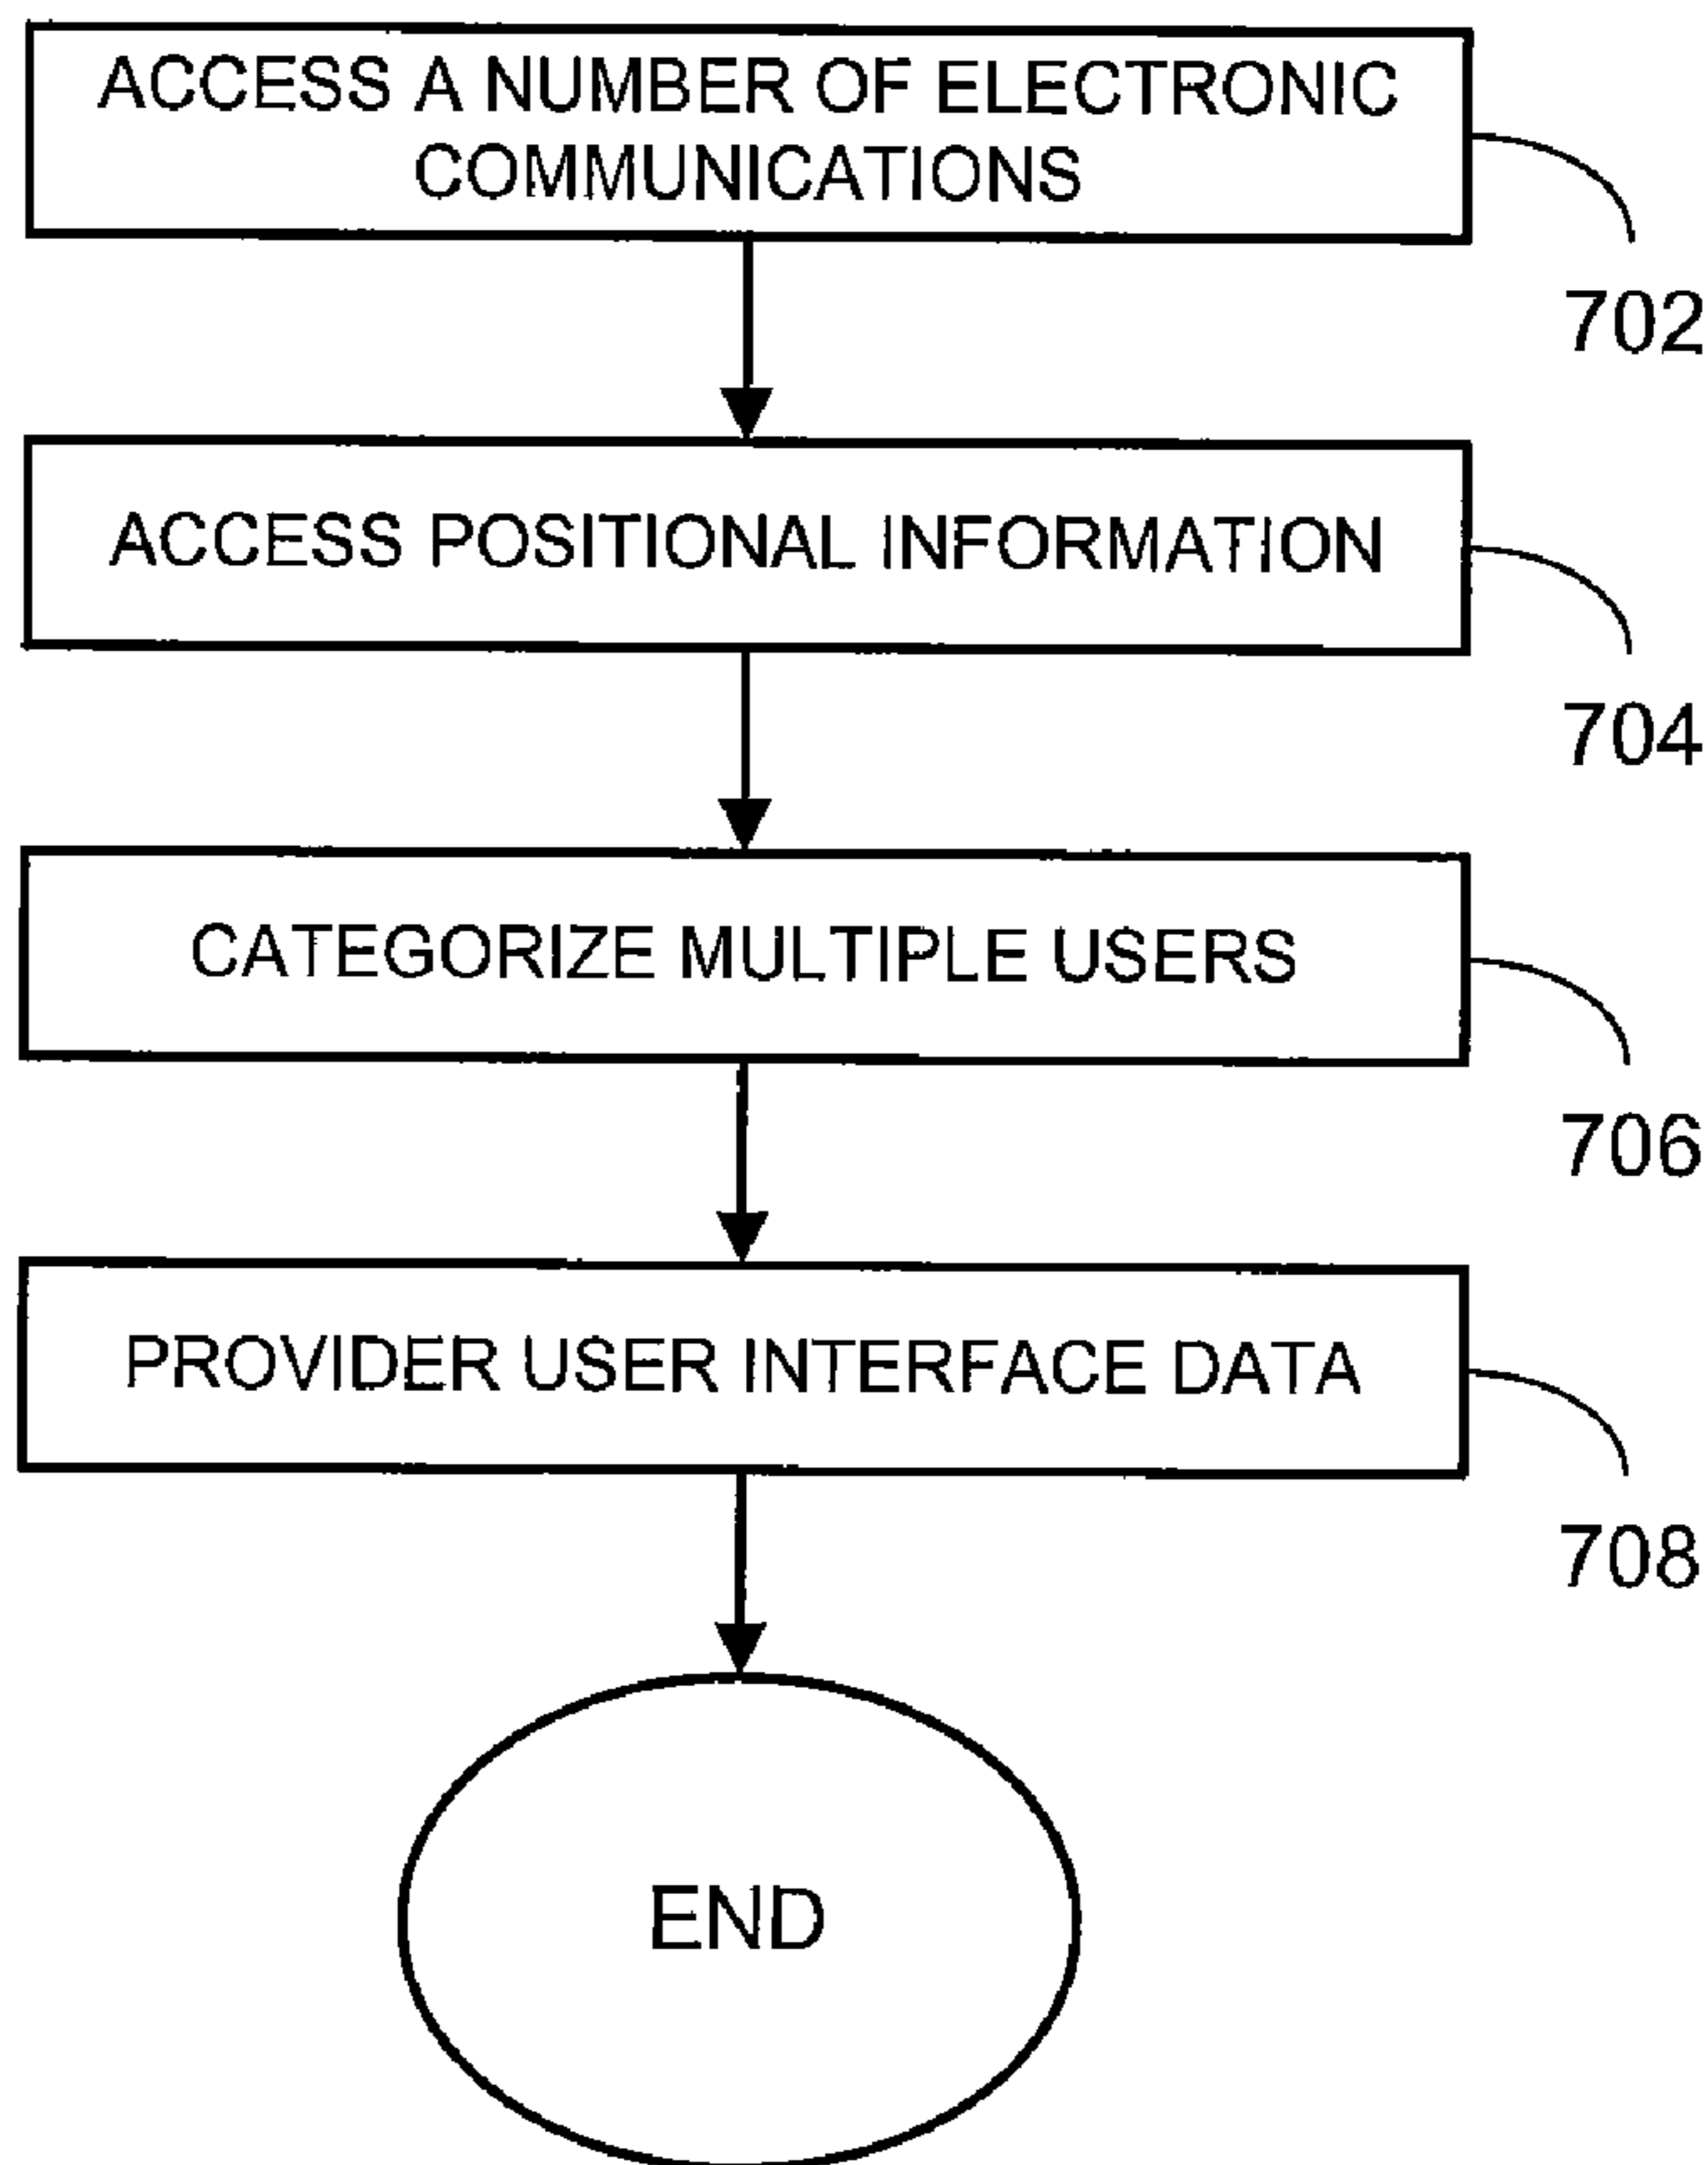 ACCESS A NUMBER OF ELECTRONIC
COMMUNICATIONS
702
ACCESS POSITIONAL INFORMATION
704
CATEGORIZE MULTIPLE USERS
706
PROVIDER USER INTERFACE DATA
708
END